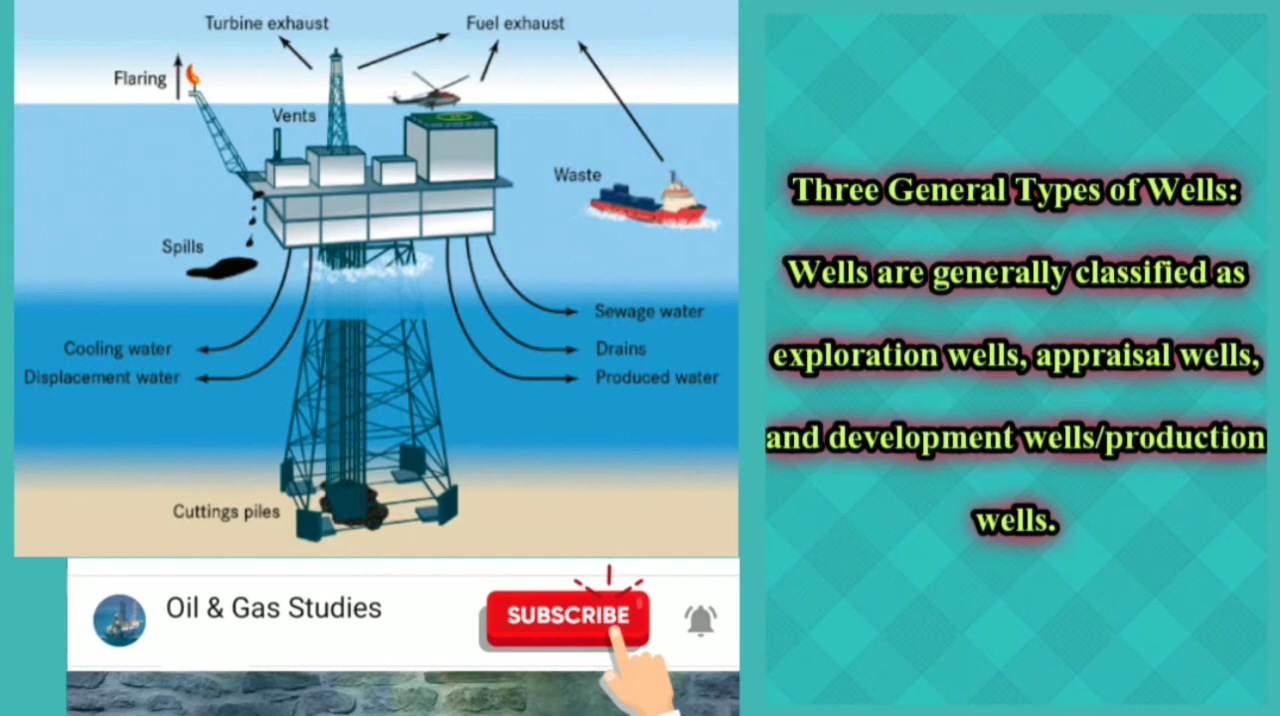 Turbine exhaust
Fuel exhaust
Flaring
Vents
Waste
Spills
Sewage water
Cooling water
Drains
Displacement water
Produced water
Cuttings piles
Oil & Gas Studies
SUBSCRIBE
Three General Types of Wells:
Wells are generally classified as
exploration wells, appraisal wells,
and development wells/production
wells.